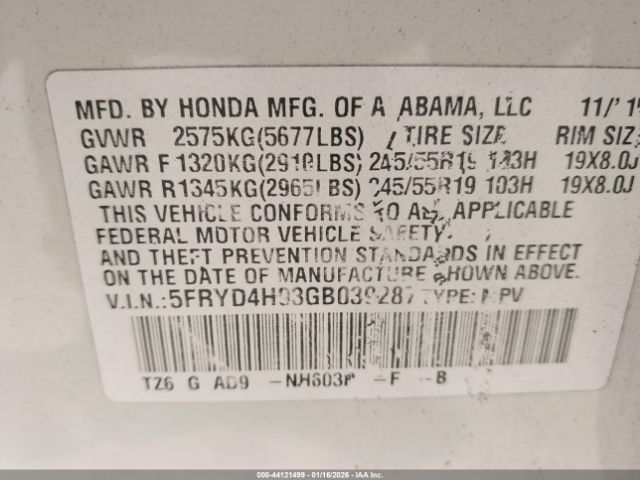 MFD. BY HONDA MFG. OF A ABAMA, LLC 11/'1
GVWR 2575KG(5677LBS) TIRE SIZE RIM SIZ
GAWR F 1320KG(2910LBS) 245/55R19 103H 19X8.0J
GAWR R 1345KG(2965LBS) 245/55R19 103H 19X8.0J
THIS VEHICLE CONFORMS TO ALL APPLICABLE
FEDERAL MOTOR VEHICLE SAFETY
AND THEFT PREVENTION STANDARDS IN EFFECT
ON THE DATE OF MANUFACTURE SHOWN ABOVE.
V.I.N.: 5FRYD4H93GB039287 TYPE: MPV
TZ6 G AD9 -NH603P -F -B
000-44121499 - 01/16/2026 - IAA Inc.